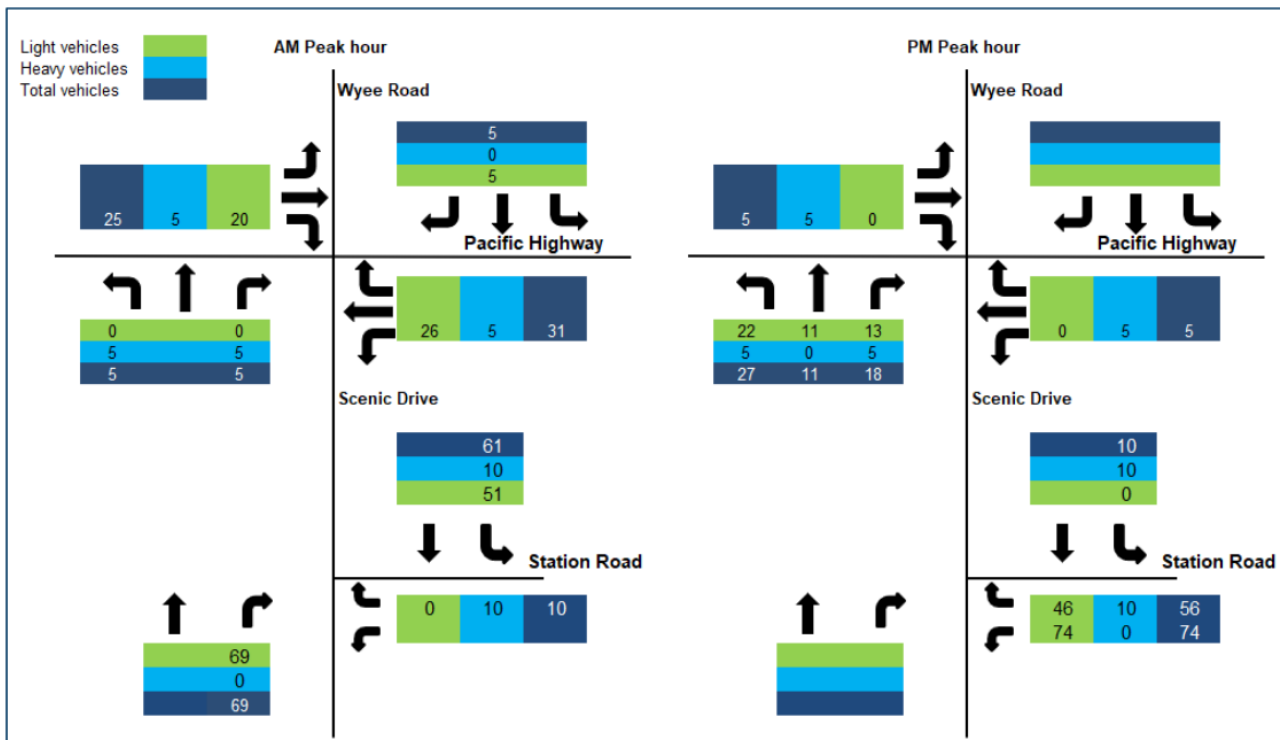 AM Peak hour
Light vehicles
Heavy vehicles
Total vehicles
Wyee Road
5
0
5
25 5 20
Pacific Highway
0 0
5 5
5 5
26 5 31
Scenic Drive
61
10
51
Station Road
0 10 10
69
0
69
PM Peak hour
Wyee Road
5 5 0
Pacific Highway
22 11 13
5 0 5
27 11 18
0 5 5
Scenic Drive
10
10
0
Station Road
46 10 56
74 0 74